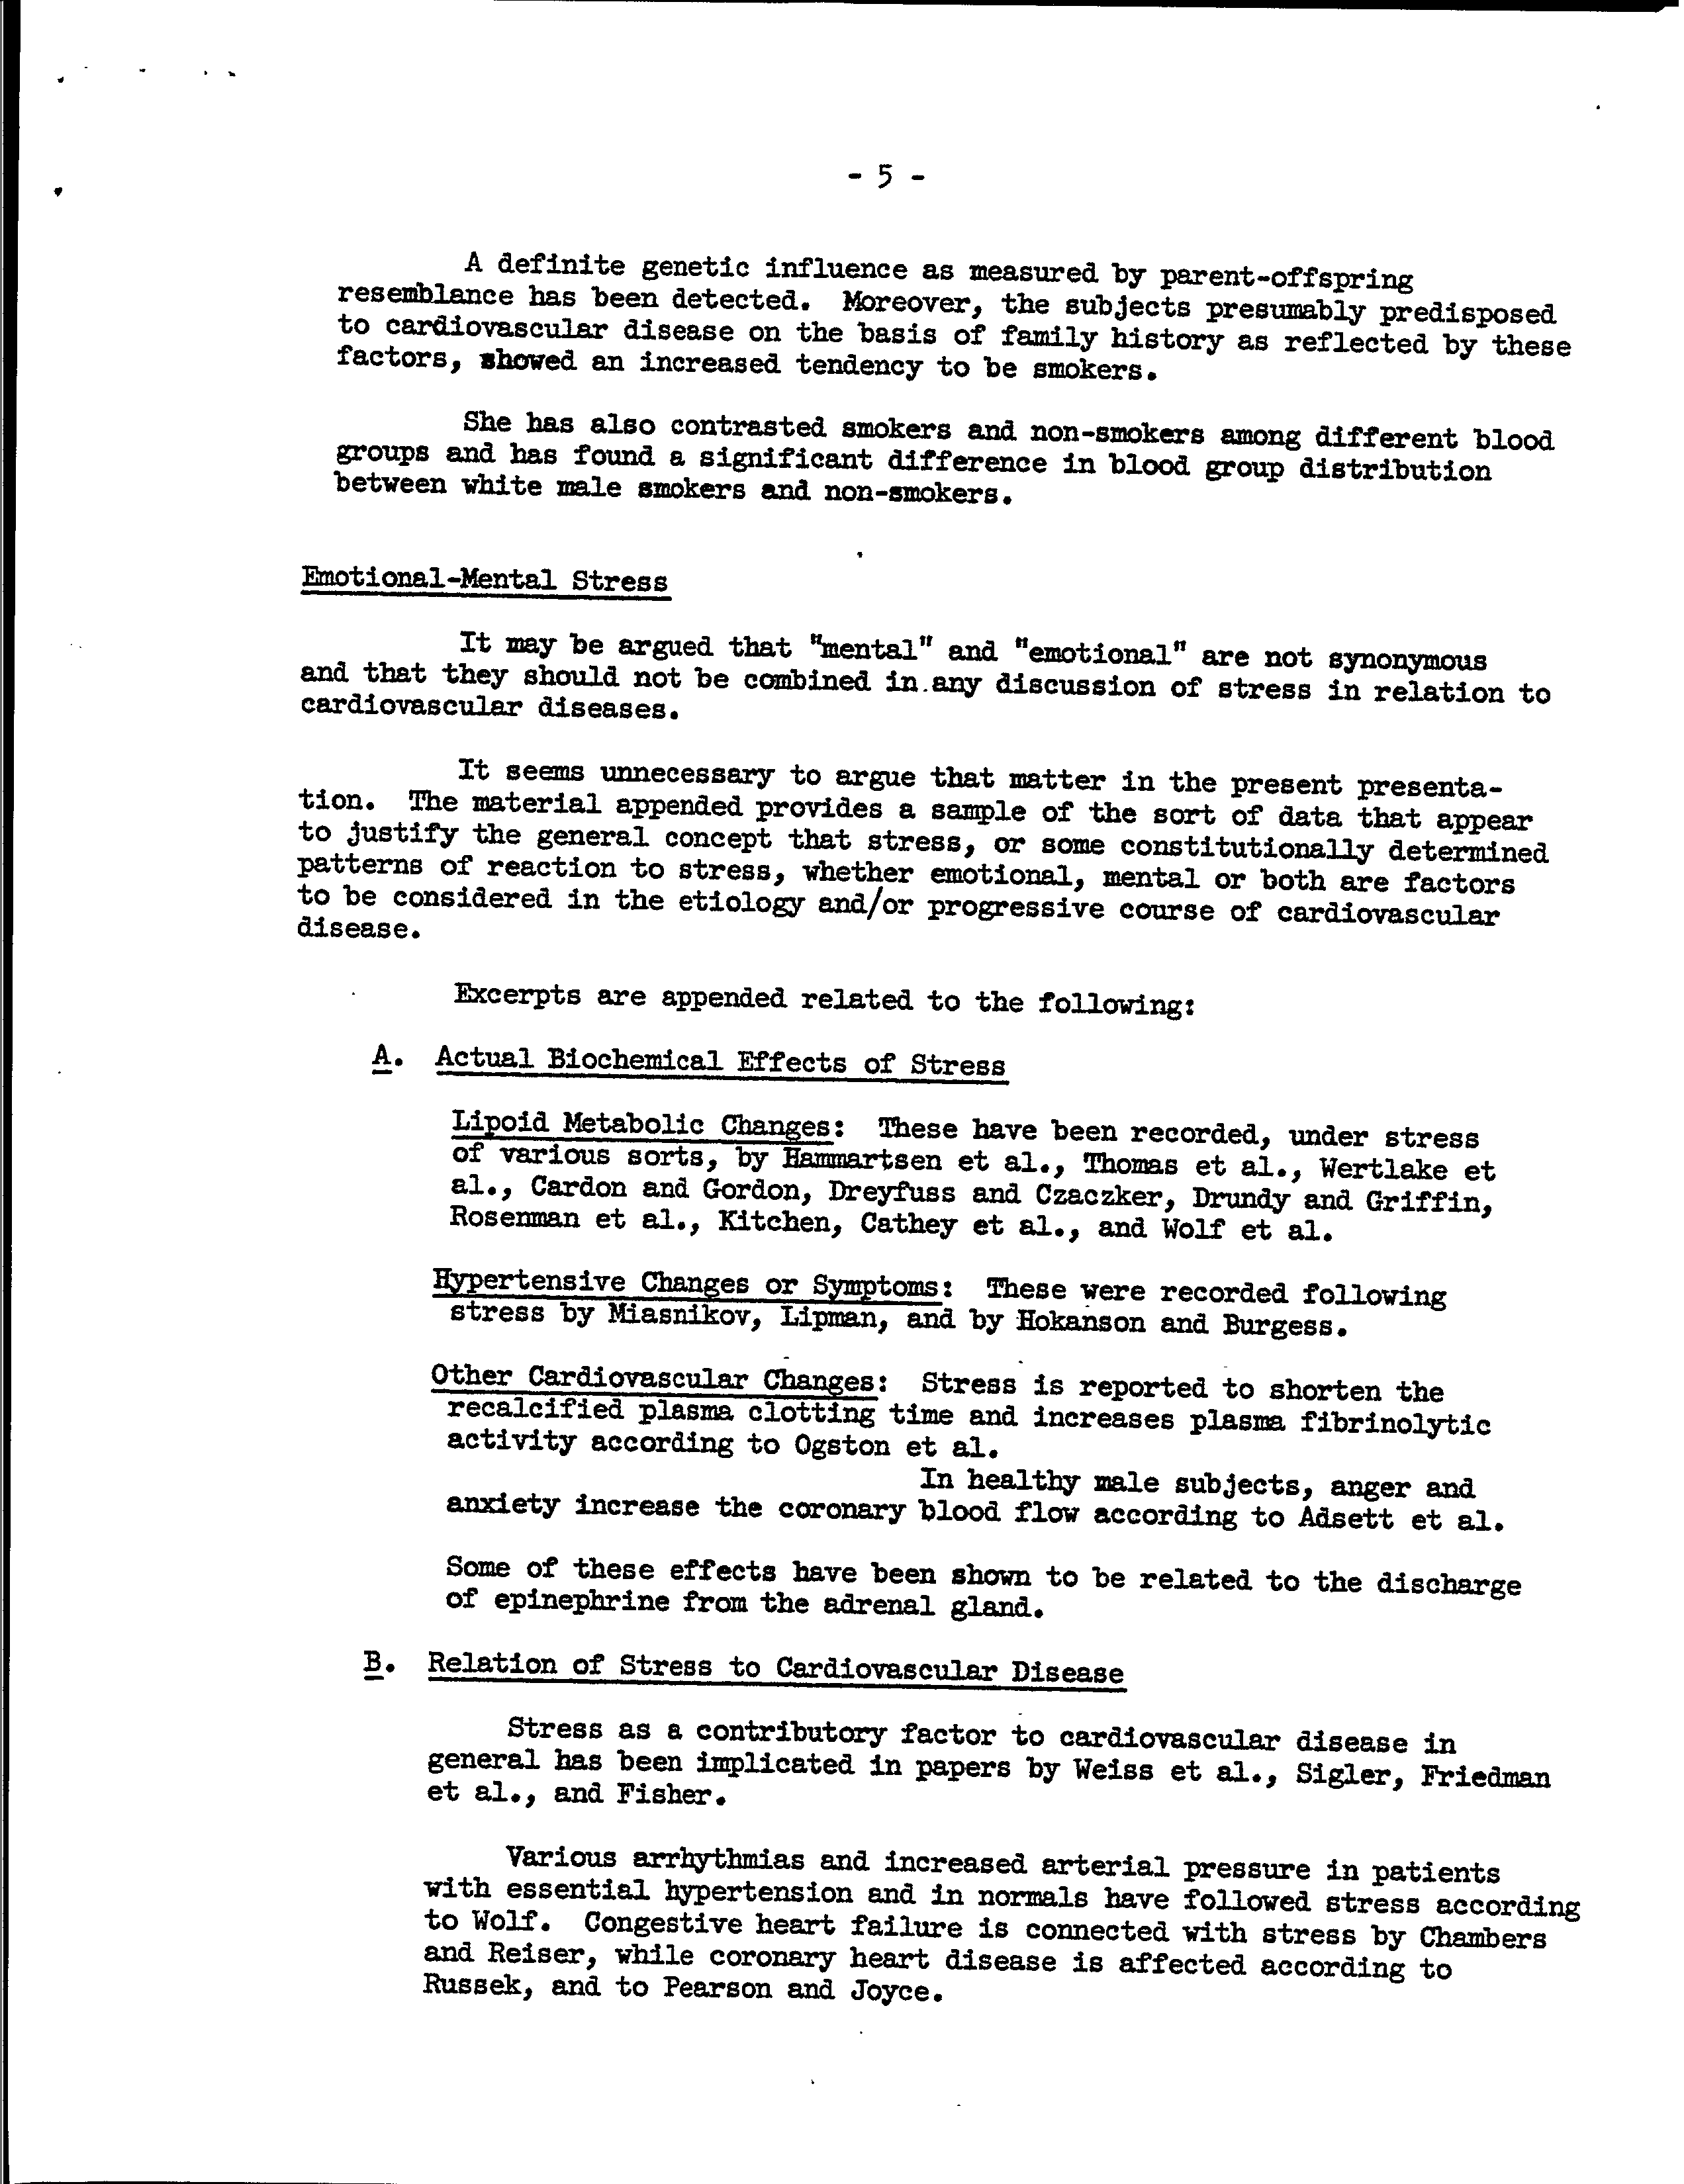 - 5 -
A definite genetic influence as measured by parent-offspring
resemblance has been detected. Moreover, the subjects presumably predisposed
to cardiovascular disease on the basis of family history as reflected by these
factors, showed an increased tendency to be smokers.
She has also contrasted smokers and non-smokers among different blood
groups and has found a significant difference in blood group distribution
between white male smokers and non-smokers.
Emotional-Mental Stress
It may be argued that "mental" and "emotional" are not synonymous
and that they should not be combined in any discussion of stress in relation to
cardiovascular diseases.
It seems unnecessary to argue that matter in the present presenta-
tion. The material appended provides a sample of the sort of data that appear
to justify the general concept that stress, or some constitutionally determined
patterns of reaction to stress, whether emotional, mental or both are factors
to be considered in the etiology and/or progressive course of cardiovascular
disease.
Excerpts are appended related to the following:
A. Actual Biochemical Effects of Stress
Lipoid Metabolic Changes: These have been recorded, under stress
of various sorts, by Hammartsen et al., Thomas et al., Wertlake et
al., Cardon and Gordon, Dreyfuss and Czaczker, Drundy and Griffin,
Rosenman et al., Kitchen, Cathey et al., and Wolf et al.
Hypertensive Changes or Symptoms: These were recorded following
stress by Miasnikov, Lipman, and by Hokanson and Burgess.
Other Cardiovascular Changes: Stress is reported to shorten the
recalcified plasma clotting time and increases plasma fibrinolytic
activity according to Ogston et al.
In healthy male subjects, anger and
anxiety increase the coronary blood flow according to Adsett et al.
Some of these effects have been shown to be related to the discharge
of epinephrine from the adrenal gland.
B. Relation of Stress to Cardiovascular Disease
Stress as a contributory factor to cardiovascular disease in
general has been implicated in papers by Weiss et al., Sigler, Friedman
et al., and Fisher.
Various arrhythmias and increased arterial pressure in patients
with essential hypertension and in normals have followed stress according
to Wolf. Congestive heart failure is connected with stress by Chambers
and Reiser, while coronary heart disease is affected according to
Russek, and to Pearson and Joyce.